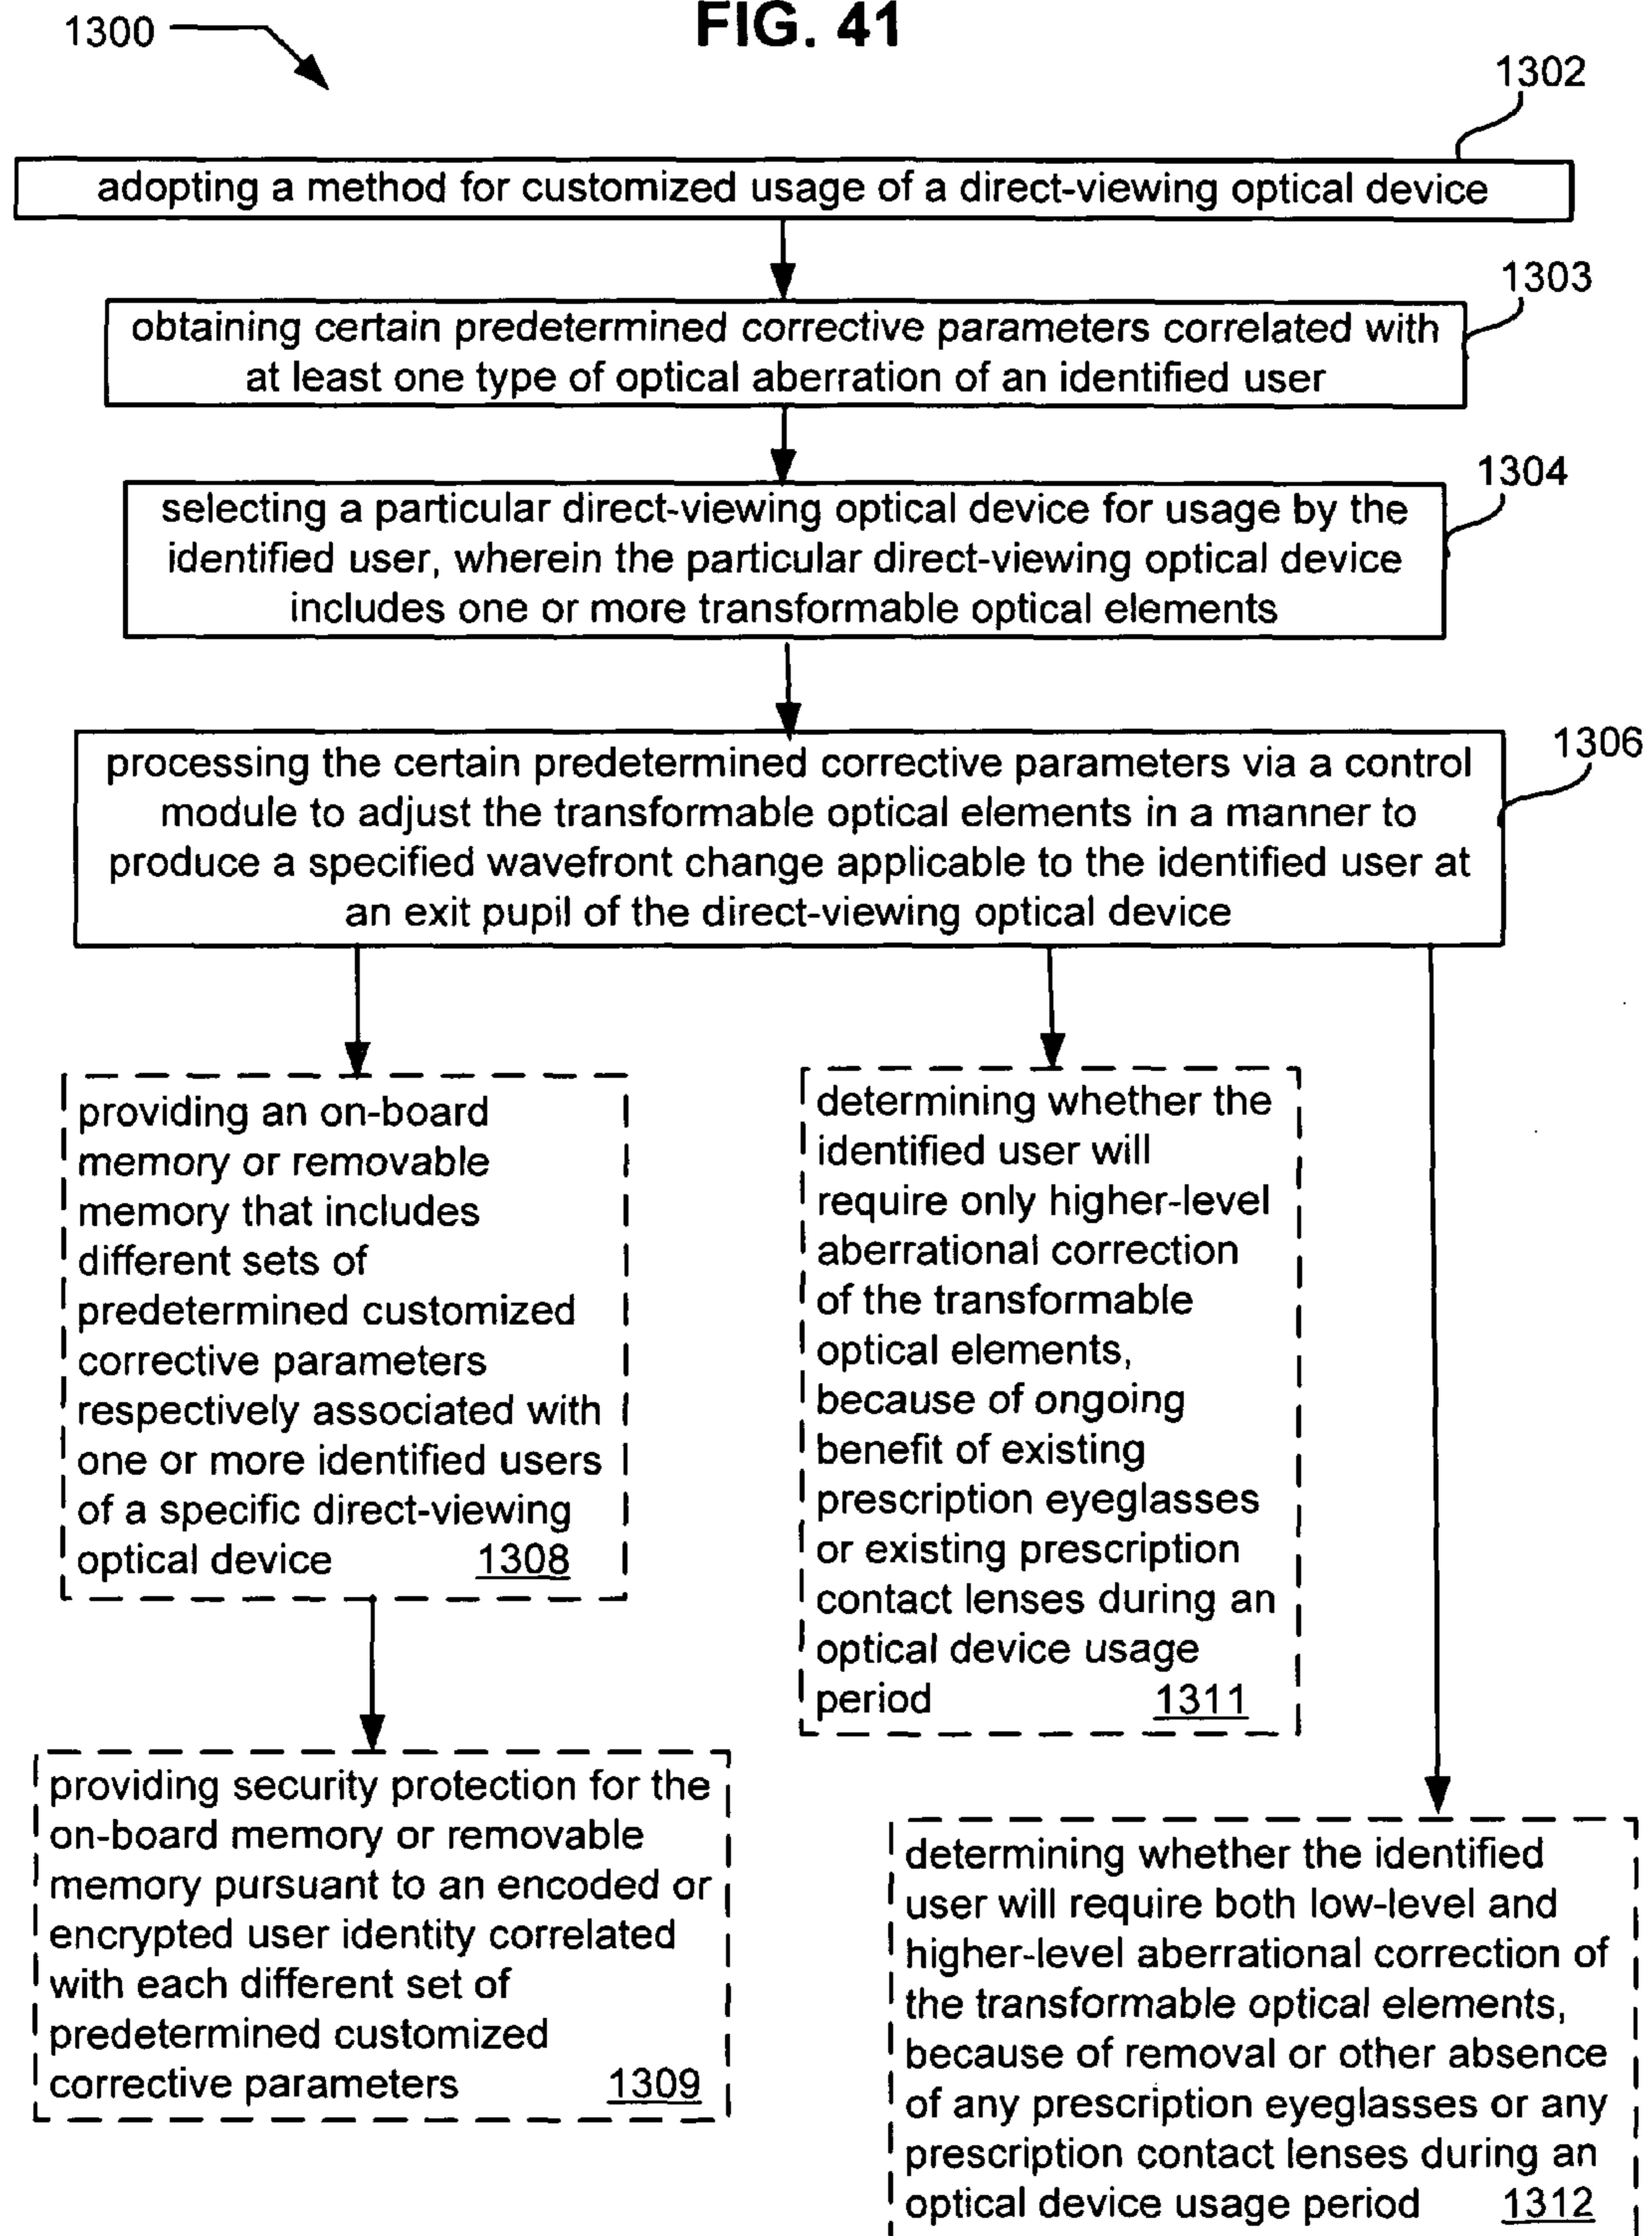 FIG. 41
1300
1302
adopting a method for customized usage of a direct-viewing optical device
1303
obtaining certain predetermined corrective parameters correlated with
at least one type of optical aberration of an identified user
1304
selecting a particular direct-viewing optical device for usage by the
identified user, wherein the particular direct-viewing optical device
includes one or more transformable optical elements
1306
processing the certain predetermined corrective parameters via a control
module to adjust the transformable optical elements in a manner to
produce a specified wavefront change applicable to the identified user at
an exit pupil of the direct-viewing optical device
providing an on-board
memory or removable
memory that includes
different sets of
predetermined customized
corrective parameters
respectively associated with
one or more identified users
of a specific direct-viewing
optical device 1308
providing security protection for the
on-board memory or removable
memory pursuant to an encoded or
encrypted user identity correlated
with each different set of
predetermined customized
corrective parameters 1309
determining whether the
identified user will
require only higher-level
aberrational correction
of the transformable
optical elements,
because of ongoing
benefit of existing
prescription eyeglasses
or existing prescription
contact lenses during an
optical device usage
period 1311
determining whether the identified
user will require both low-level and
higher-level aberrational correction of
the transformable optical elements,
because of removal or other absence
of any prescription eyeglasses or any
prescription contact lenses during an
optical device usage period 1312